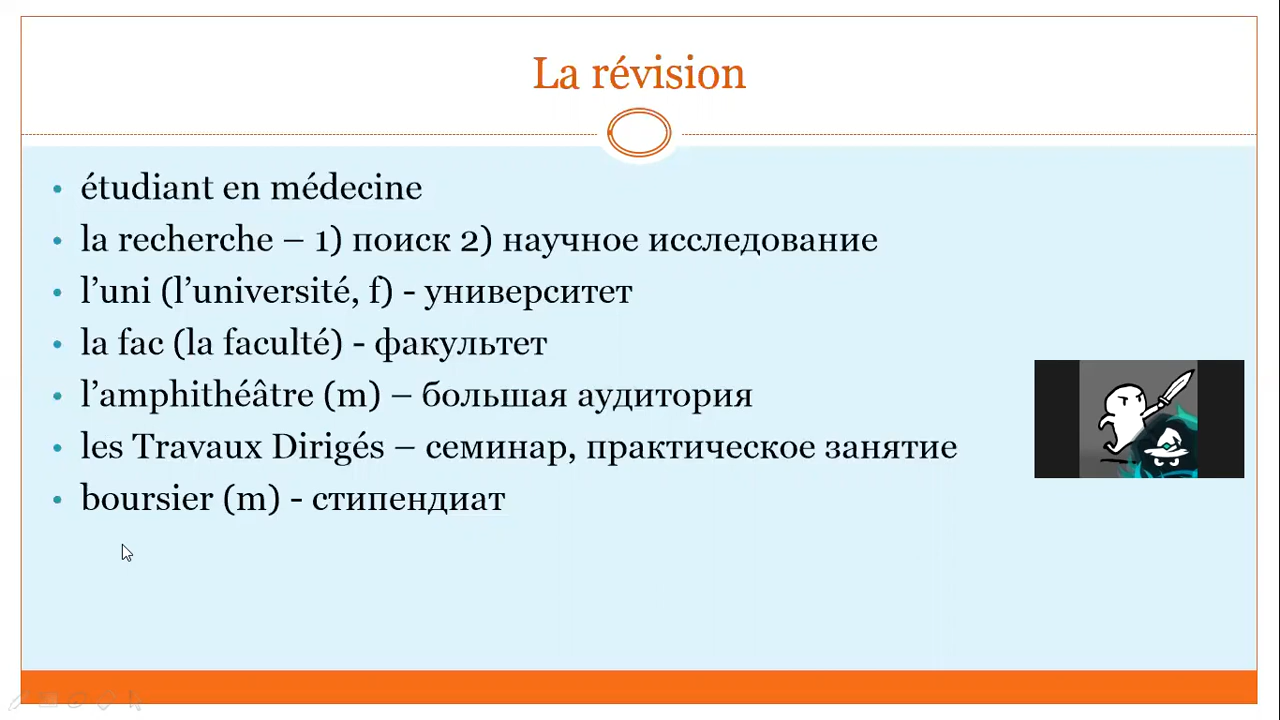 La révision
• étudiant en médecine
• la recherche – 1) поиск 2) научное исследование
• l’uni (l’université, f) - университет
• la fac (la faculté) - факультет
• l’amphithéâtre (m) – большая аудитория
• les Travaux Dirigés – семинар, практическое занятие
• boursier (m) - стипендиат